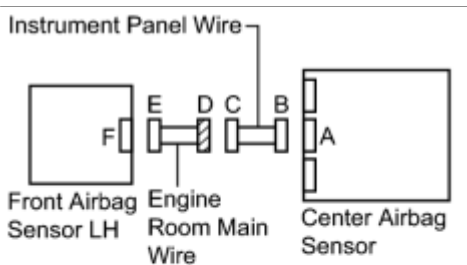 Instrument Panel Wire
E D C B
F A
Front Airbag
Sensor LH
Engine
Room Main
Wire
Center Airbag
Sensor